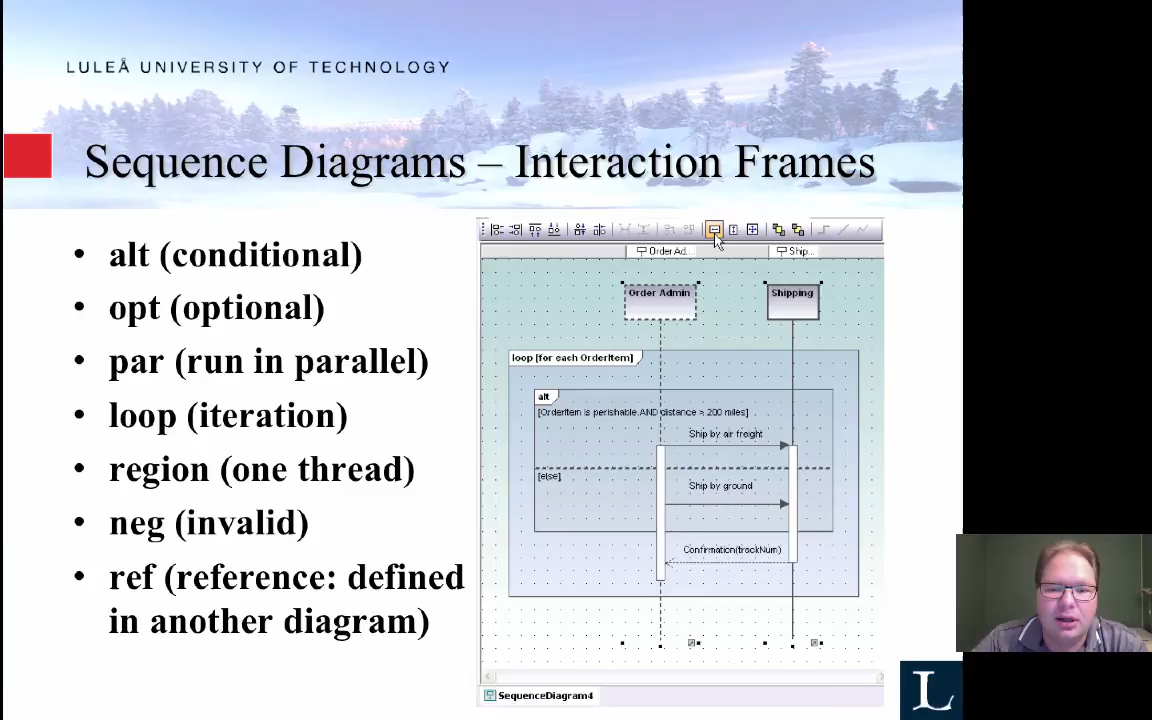 LULEÅ UNIVERSITY OF TECHNOLOGY
Sequence Diagrams – Interaction Frames
• alt (conditional)
• opt (optional)
• par (run in parallel)
• loop (iteration)
• region (one thread)
• neg (invalid)
• ref (reference: defined
in another diagram)
Order Ad...
Ship...
Order Admin
Shipping
loop [for each OrderItem]
alt
[OrderItem is perishable AND distance > 200 miles]
Ship by air freight
[else]
Ship by ground
Confirmation(trackNum)
SequenceDiagram4
L